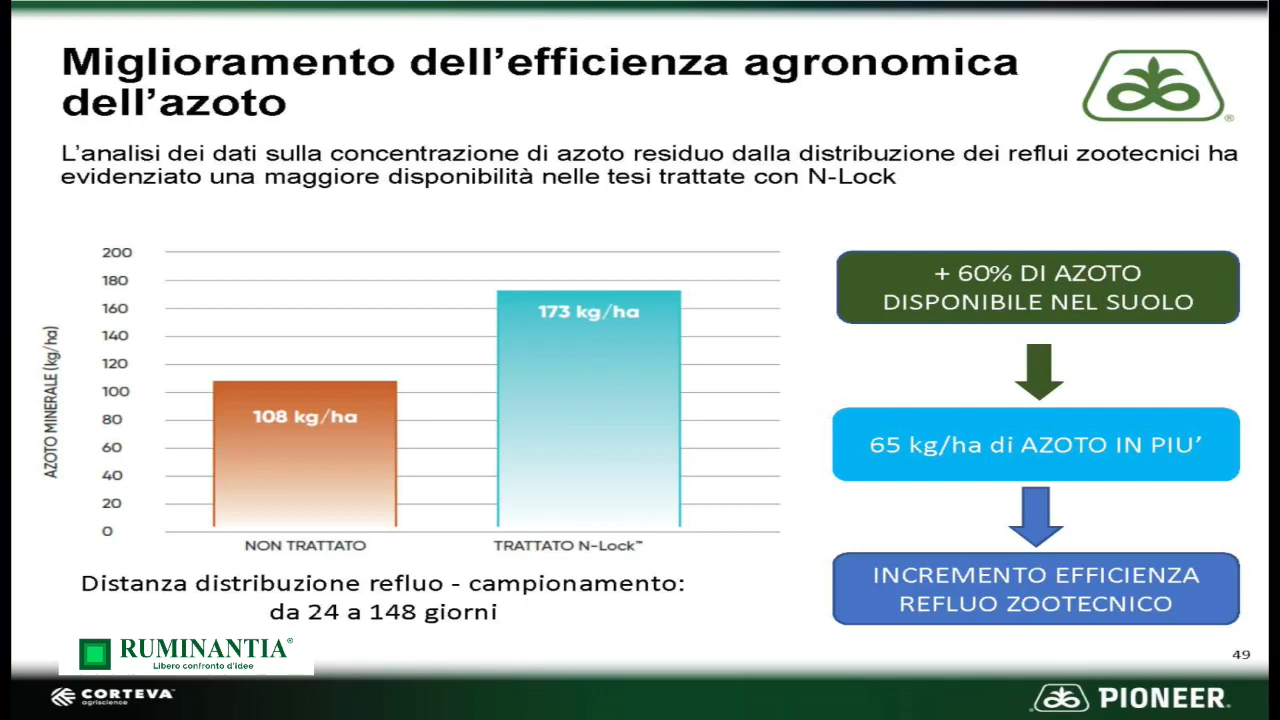 Miglioramento dell’efficienza agronomica
dell’azoto
L’analisi dei dati sulla concentrazione di azoto residuo dalla distribuzione dei reflui zootecnici ha
evidenziato una maggiore disponibilità nelle tesi trattate con N-Lock
AZOTO MINERALE (kg/ha)
200
180
160
140
120
100
80
60
40
20
0
108 kg/ha
173 kg/ha
NON TRATTATO
TRATTATO N-Lock™
Distanza distribuzione refluo - campionamento:
da 24 a 148 giorni
+ 60% DI AZOTO
DISPONIBILE NEL SUOLO
65 kg/ha di AZOTO IN PIU’
INCREMENTO EFFICIENZA
REFLUO ZOOTECNICO
RUMINANTIA®
Libero confronto d'idee
49
CORTEVA™
agriscience
PIONEER®